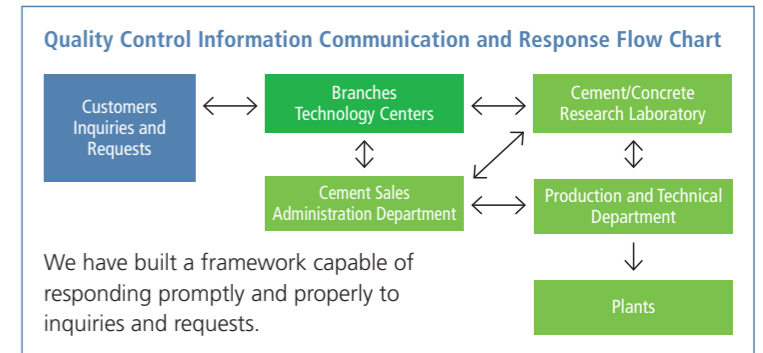 Quality Control Information Communication and Response Flow Chart
Customers
Inquiries and
Requests
Branches
Technology Centers
Cement/Concrete
Research Laboratory
Cement Sales
Administration Department
Production and Technical
Department
We have built a framework capable of
responding promptly and properly to
inquiries and requests.
Plants